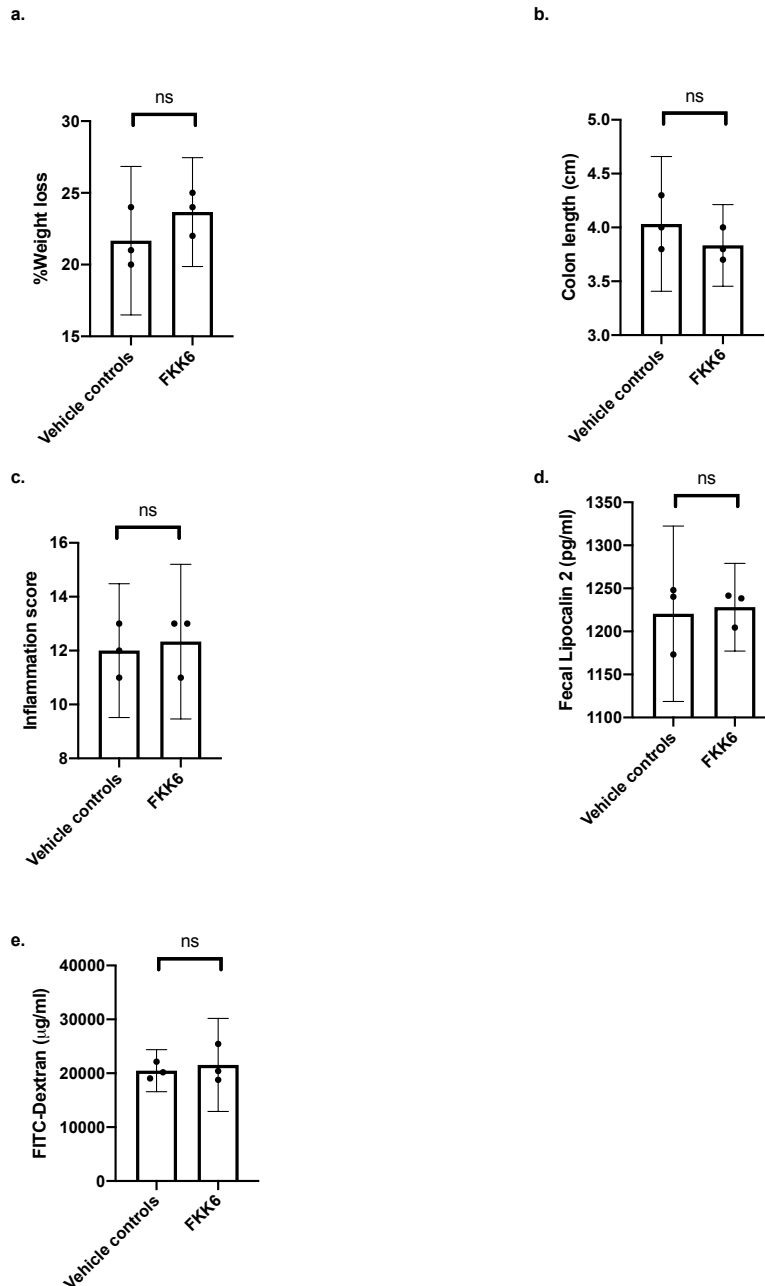 a.
ns
30
25
20
15
%Weight loss
Vehicle controls
FKK6
b.
ns
5.0
4.5
4.0
3.5
3.0
Colon length (cm)
Vehicle controls
FKK6
c.
ns
16
14
12
10
8
Inflammation score
Vehicle controls
FKK6
d.
ns
1350
1300
1250
1200
1150
1100
Fecal Lipocalin 2 (pg/ml)
Vehicle controls
FKK6
e.
ns
40000
30000
20000
10000
0
FITC-Dextran (μg/ml)
Vehicle controls
FKK6